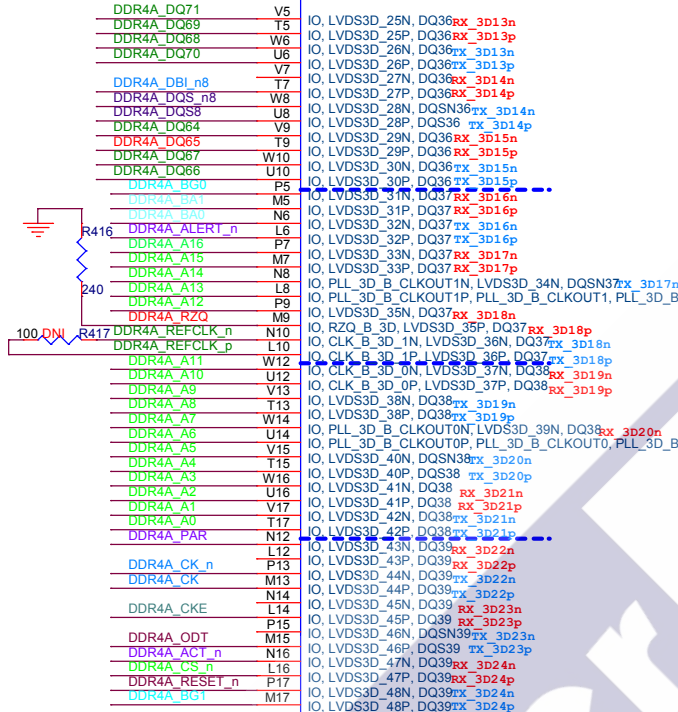 DDR4A_DQ71 V5 IO, LVDS3D_25N, DQ36 RX_3D13n
DDR4A_DQ69 T5 IO, LVDS3D_25P, DQ36 RX_3D13p
DDR4A_DQ68 W6 IO, LVDS3D_26N, DQ36 TX_3D13n
DDR4A_DQ70 U6 IO, LVDS3D_26P, DQ36 TX_3D13p
V7 IO, LVDS3D_27N, DQ36 RX_3D14n
DDR4A_DBI_n8 T7 IO, LVDS3D_27P, DQ36 RX_3D14p
DDR4A_DQS_n8 W8 IO, LVDS3D_28N, DQSN36 TX_3D14n
DDR4A_DQS8 U8 IO, LVDS3D_28P, DQS36 TX_3D14p
DDR4A_DQ64 V9 IO, LVDS3D_29N, DQ36 RX_3D15n
DDR4A_DQ65 T9 IO, LVDS3D_29P, DQ36 RX_3D15p
DDR4A_DQ67 W10 IO, LVDS3D_30N, DQ36 TX_3D15n
DDR4A_DQ66 U10 IO, LVDS3D_30P, DQ36 TX_3D15p
DDR4A_BG0 P5 IO, LVDS3D_31N, DQ37 RX_3D16n
DDR4A_BA1 M5 IO, LVDS3D_31P, DQ37 RX_3D16p
DDR4A_BA0 N6 IO, LVDS3D_32N, DQ37 TX_3D16n
R416 DDR4A_ALERT_n L6 IO, LVDS3D_32P, DQ37 TX_3D16p
DDR4A_A16 P7 IO, LVDS3D_33N, DQ37 RX_3D17n
DDR4A_A15 M7 IO, LVDS3D_33P, DQ37 RX_3D17p
DDR4A_A14 N8 IO, PLL_3D_B_CLKOUT1N, LVDS3D_34N, DQSN37 TX_3D17n
240 DDR4A_A13 L8 IO, PLL_3D_B_CLKOUT1P, PLL_3D_B_CLKOUT1, PLL_3D_B
DDR4A_A12 P9 IO, LVDS3D_35N, DQ37 RX_3D18n
DDR4A_RZQ M9 IO, RZQ_B_3D, LVDS3D_35P, DQ37 RX_3D18p
100 DNI R417 DDR4A_REFCLK_n N10 IO, CLK_B_3D_1N, LVDS3D_36N, DQ37 TX_3D18n
DDR4A_REFCLK_p L10 IO, CLK_B_3D_1P, LVDS3D_36P, DQ37 TX_3D18p
DDR4A_A11 W12 IO, CLK_B_3D_0N, LVDS3D_37N, DQ38 RX_3D19n
DDR4A_A10 U12 IO, CLK_B_3D_0P, LVDS3D_37P, DQ38 RX_3D19p
DDR4A_A9 V13 IO, LVDS3D_38N, DQ38 TX_3D19n
DDR4A_A8 T13 IO, LVDS3D_38P, DQ38 TX_3D19p
DDR4A_A7 W14 IO, PLL_3D_B_CLKOUT0N, LVDS3D_39N, DQ38 RX_3D20n
DDR4A_A6 U14 IO, PLL_3D_B_CLKOUT0P, PLL_3D_B_CLKOUT0, PLL_3D_B
DDR4A_A5 V15 IO, LVDS3D_40N, DQSN38 TX_3D20n
DDR4A_A4 T15 IO, LVDS3D_40P, DQS38 TX_3D20p
DDR4A_A3 W16 IO, LVDS3D_41N, DQ38 RX_3D21n
DDR4A_A2 U16 IO, LVDS3D_41P, DQ38 RX_3D21p
DDR4A_A1 V17 IO, LVDS3D_42N, DQ38 TX_3D21n
DDR4A_A0 T17 IO, LVDS3D_42P, DQ38 TX_3D21p
DDR4A_PAR N12 IO, LVDS3D_43N, DQ39 RX_3D22n
L12 IO, LVDS3D_43P, DQ39 RX_3D22p
DDR4A_CK_n P13 IO, LVDS3D_44N, DQ39 TX_3D22n
DDR4A_CK M13 IO, LVDS3D_44P, DQ39 TX_3D22p
N14 IO, LVDS3D_45N, DQ39 RX_3D23n
DDR4A_CKE L14 IO, LVDS3D_45P, DQ39 RX_3D23p
P15 IO, LVDS3D_46N, DQSN39 TX_3D23n
DDR4A_ODT M15 IO, LVDS3D_46P, DQS39 TX_3D23p
DDR4A_ACT_n N16 IO, LVDS3D_47N, DQ39 RX_3D24n
DDR4A_CS_n L16 IO, LVDS3D_47P, DQ39 RX_3D24p
DDR4A_RESET_n P17 IO, LVDS3D_48N, DQ39 TX_3D24n
DDR4A_BG1 M17 IO, LVDS3D_48P, DQ39 TX_3D24p